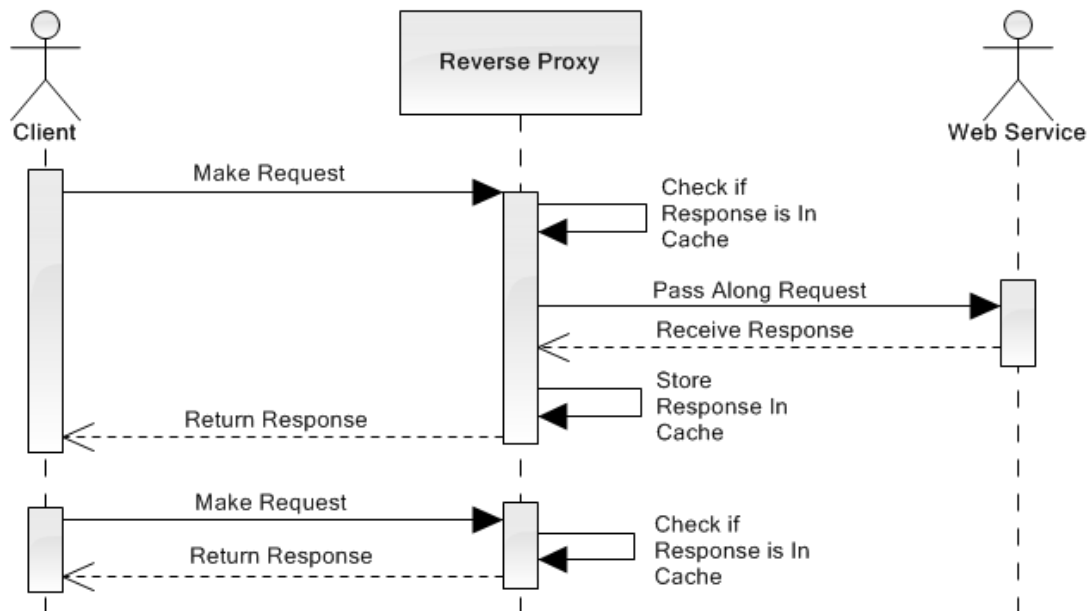 Reverse Proxy
Client
Web Service
Make Request
Check if
Response is In
Cache
Pass Along Request
Receive Response
Store
Response In
Cache
Return Response
Make Request
Check if
Response is In
Cache
Return Response